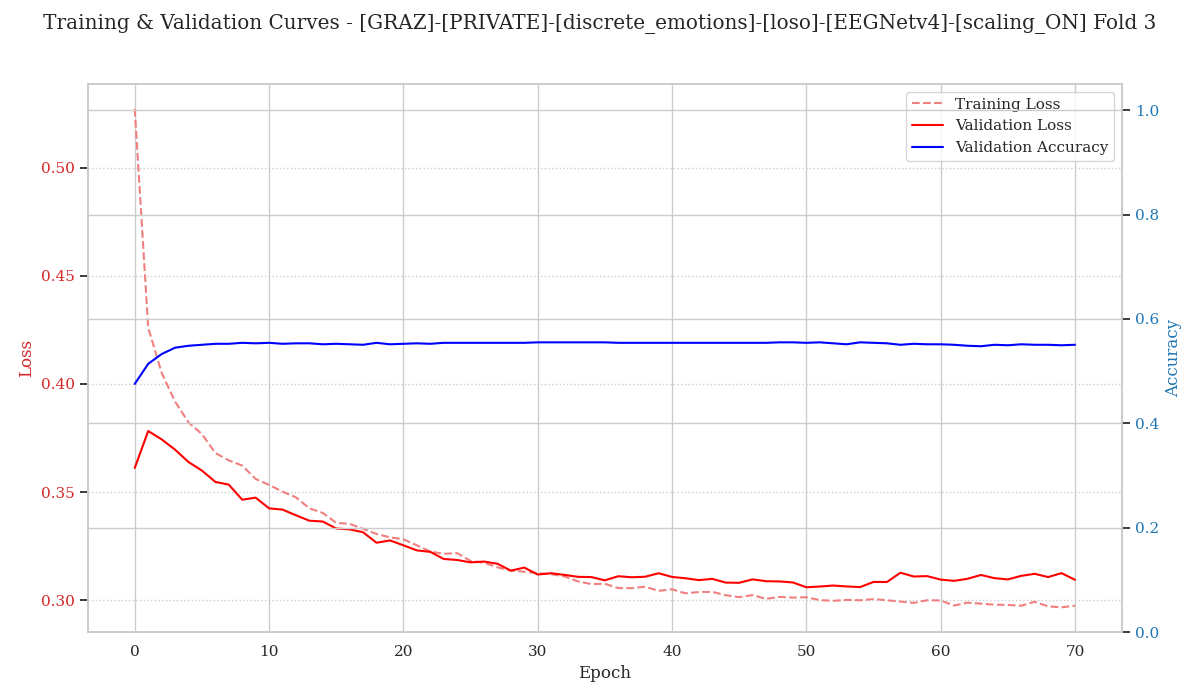 Training & Validation Curves - [GRAZ]-[PRIVATE]-[discrete_emotions]-[loso]-[EEGNetv4]-[scaling_ON] Fold 3
Training Loss
Validation Loss
Validation Accuracy
Loss
0.50
0.45
0.40
0.35
0.30
1.0
0.8
0.6
0.4
0.2
0.0
Accuracy
0 10 20 30 40 50 60 70
Epoch